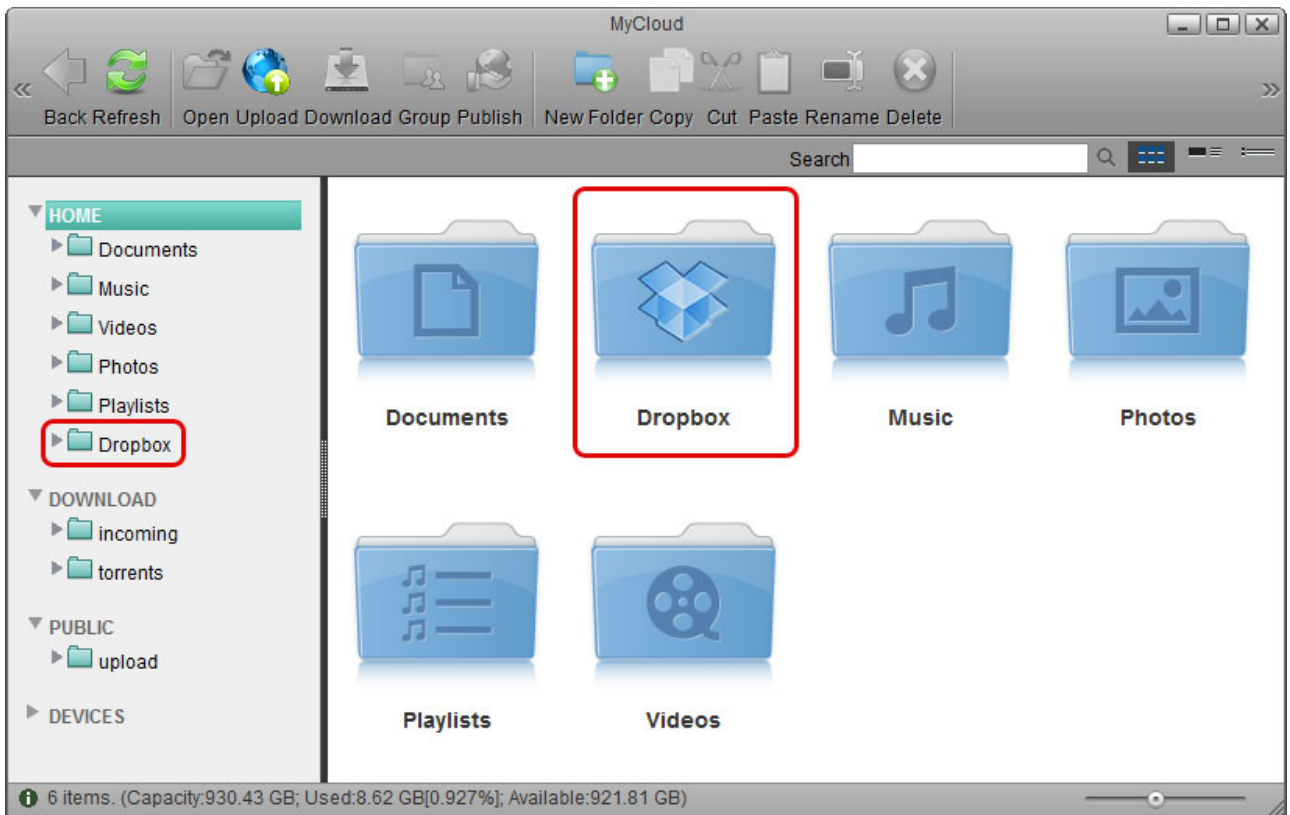 MyCloud
Back Refresh Open Upload Download Group Publish New Folder Copy Cut Paste Rename Delete
Search
HOME
Documents
Music
Videos
Photos
Playlists
Dropbox
DOWNLOAD
incoming
torrents
PUBLIC
upload
DEVICES
Documents Dropbox Music Photos
Playlists Videos
6 items. (Capacity:930.43 GB; Used:8.62 GB[0.927%]; Available:921.81 GB)